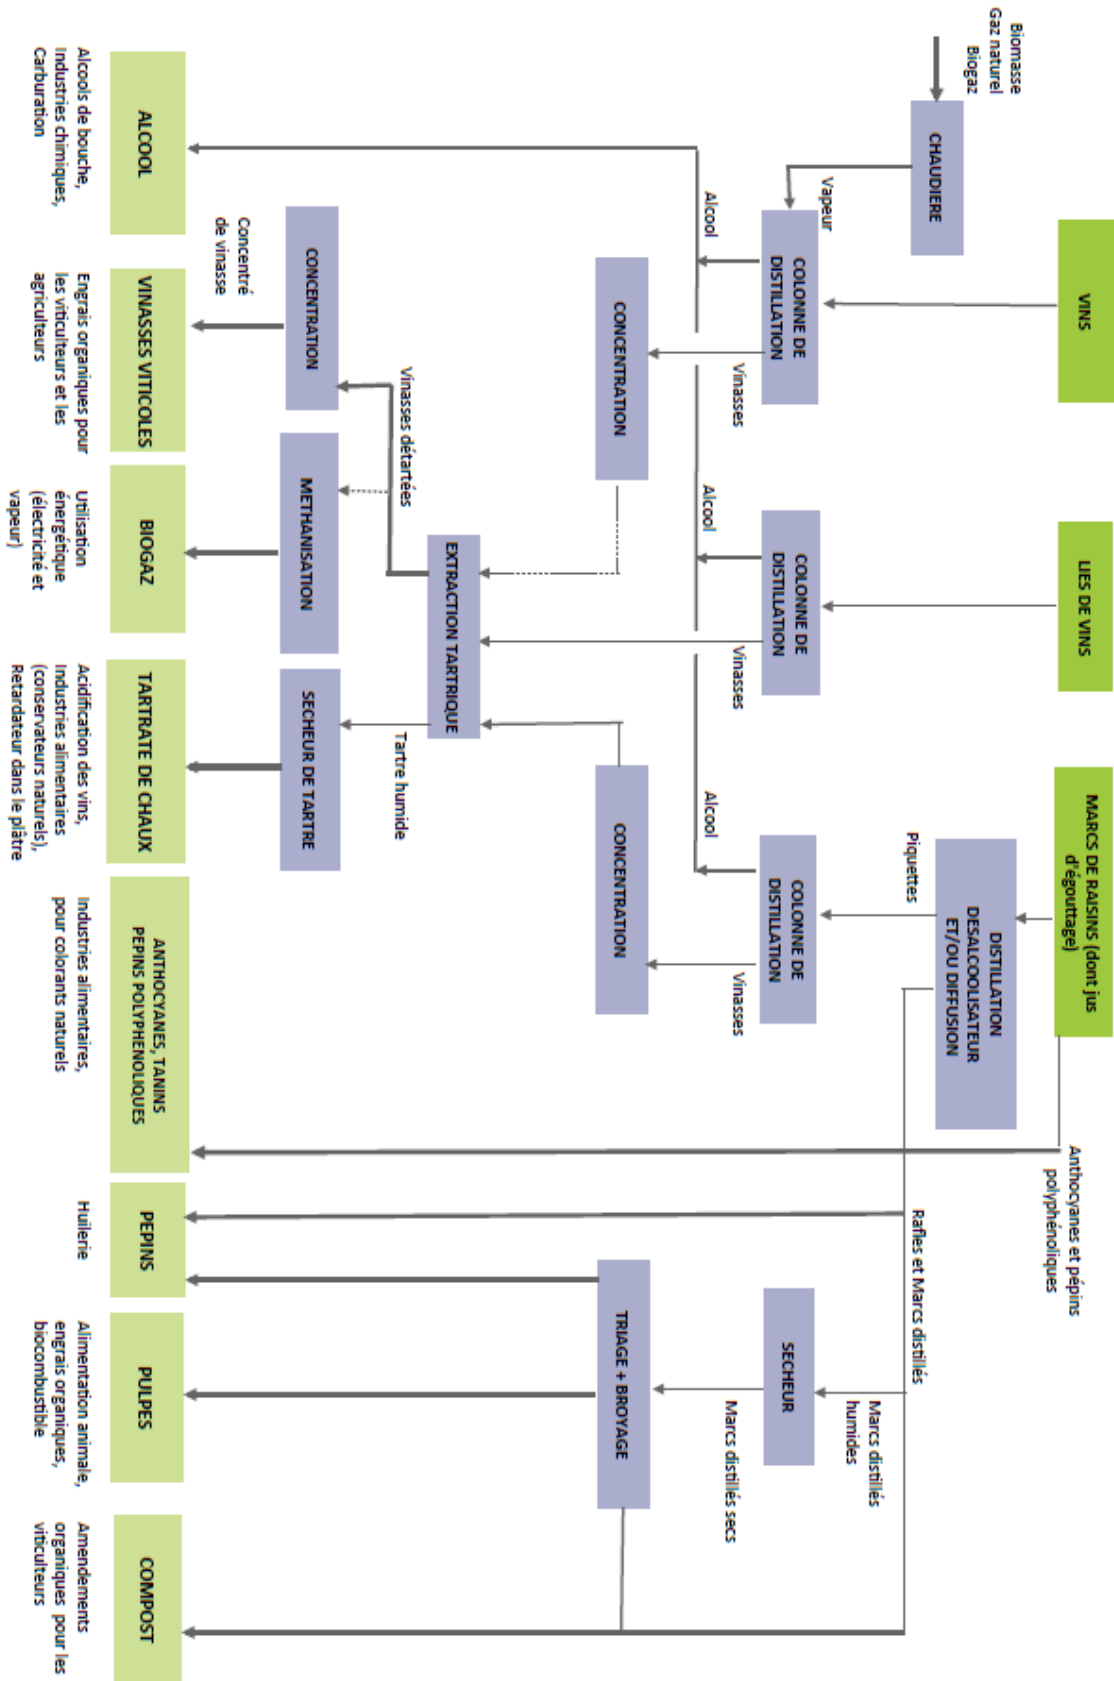 VINS
LIES DE VINS
MARCS DE RAISINS (dont jus
d'égouttage)
Biomasse
Gaz naturel
Biogaz
CHAUDIERE
Vapeur
DISTILLATION
DESALCOOLISATEUR
ET/OU DIFFUSION
Anthocyanes et pépins
polyphénoliques
Piquettes
Rafles et Marcs distillés
COLONNE DE
DISTILLATION
COLONNE DE
DISTILLATION
COLONNE DE
DISTILLATION
SECHEUR
Marcs distillés
humides
Alcool
Vinasses
Alcool
Vinasses
Alcool
Vinasses
Marcs distillés secs
CONCENTRATION
CONCENTRATION
TRIAGE + BROYAGE
EXTRACTION TARTRIQUE
Vinasses détartées
Tartre humide
CONCENTRATION
METHANISATION
SECHEUR DE TARTRE
Concentré
de vinasse
ALCOOL
VINASSES VITICOLES
BIOGAZ
TARTRATE DE CHAUX
ANTHOCYANES, TANINS
PEPINS POLYPHENOLIQUES
PEPINS
PULPES
COMPOST
Alcools de bouche,
Industries chimiques,
Carburation
Engrais organiques pour
les viticulteurs et les
agriculteurs
Utilisation
énergétique
(électricité et
vapeur)
Acidification des vins,
Industries alimentaires
(conservateurs naturels),
Retardateur dans le plâtre
Industries alimentaires,
pour colorants naturels
Huilerie
Alimentation animale,
engrais organiques,
biocombustible
Amendements
organiques pour les
viticulteurs